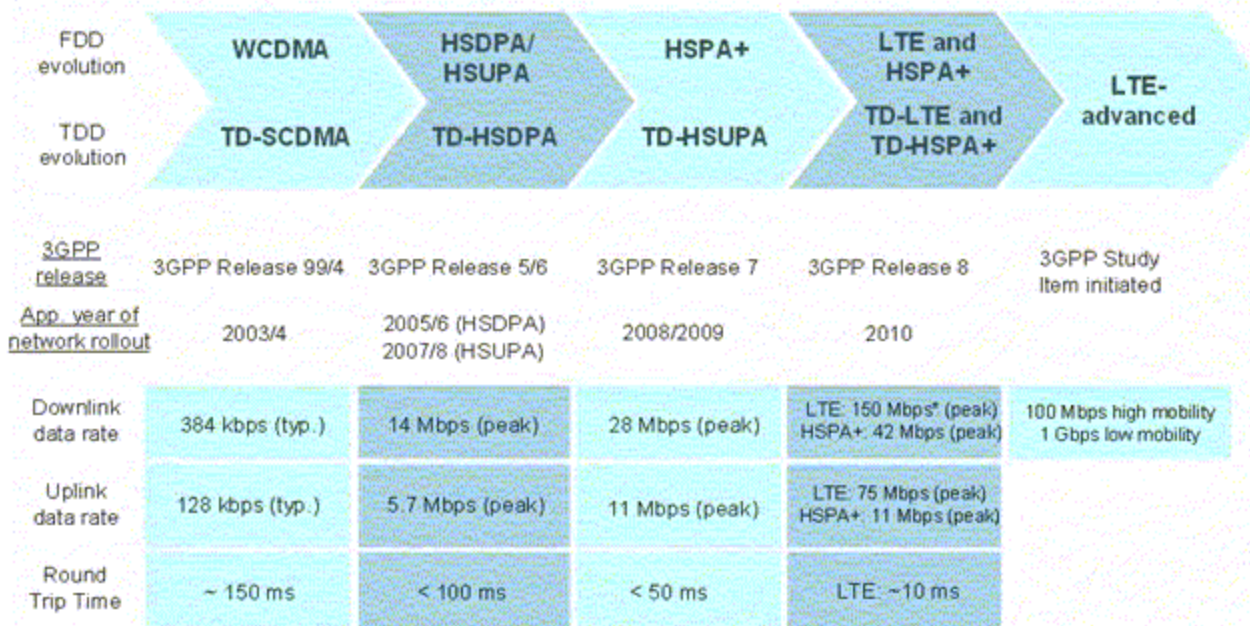 FDD
evolution
WCDMA
HSDPA/
HSUPA
HSPA+
LTE and
HSPA+
LTE-
advanced
TDD
evolution
TD-SCDMA
TD-HSDPA
TD-HSUPA
TD-LTE and
TD-HSPA+
3GPP
release
3GPP Release 99/4
3GPP Release 5/6
3GPP Release 7
3GPP Release 8
3GPP Study
Item initiated
App. year of
network rollout
2003/4
2005/6 (HSDPA)
2007/8 (HSUPA)
2008/2009
2010
Downlink
data rate
384 kbps (typ.)
14 Mbps (peak)
28 Mbps (peak)
LTE: 150 Mbps* (peak)
HSPA+: 42 Mbps (peak)
100 Mbps high mobility
1 Gbps low mobility
Uplink
data rate
128 kbps (typ.)
5.7 Mbps (peak)
11 Mbps (peak)
LTE: 75 Mbps (peak)
HSPA+: 11 Mbps (peak)
Round
Trip Time
~ 150 ms
< 100 ms
< 50 ms
LTE: ~10 ms